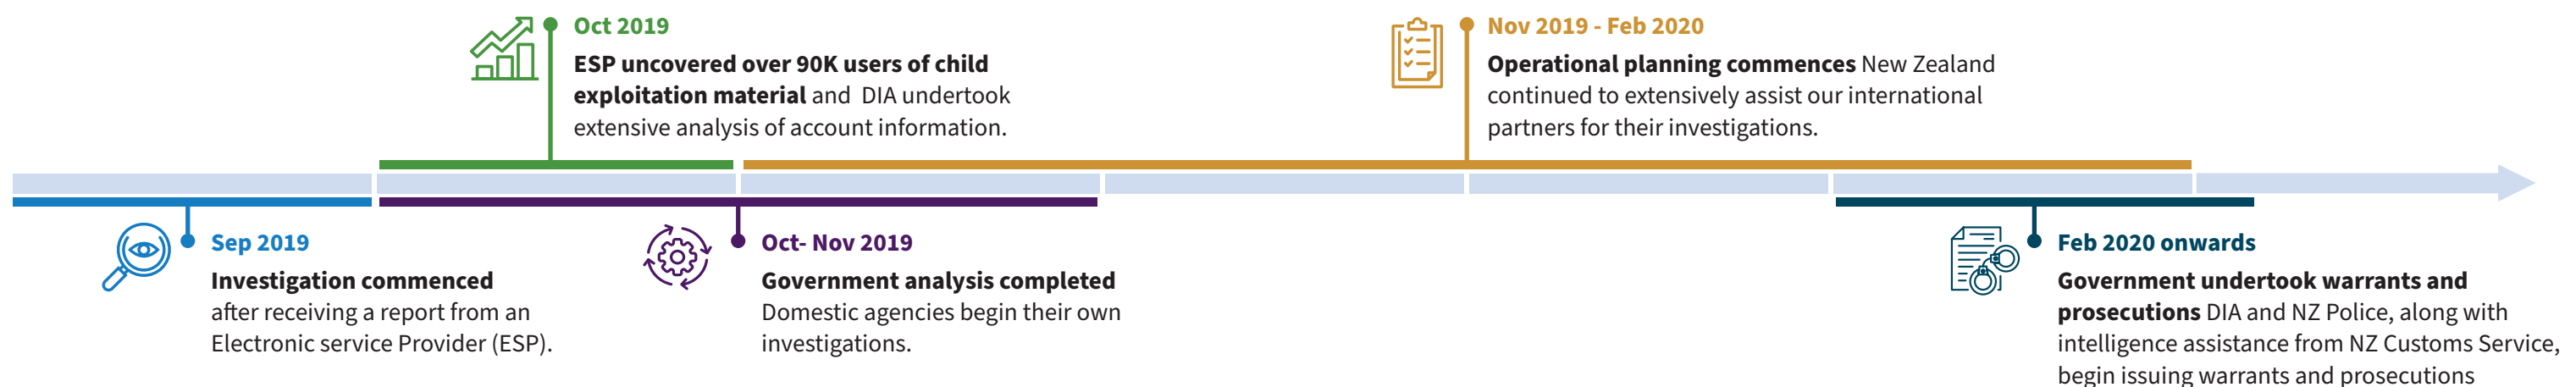 Oct 2019
ESP uncovered over 90K users of child
exploitation material and DIA undertook
extensive analysis of account information.
Nov 2019 - Feb 2020
Operational planning commences New Zealand
continued to extensively assist our international
partners for their investigations.
Sep 2019
Investigation commenced
after receiving a report from an
Electronic service Provider (ESP).
Oct- Nov 2019
Government analysis completed
Domestic agencies begin their own
investigations.
Feb 2020 onwards
Government undertook warrants and
prosecutions DIA and NZ Police, along with
intelligence assistance from NZ Customs Service,
begin issuing warrants and prosecutions